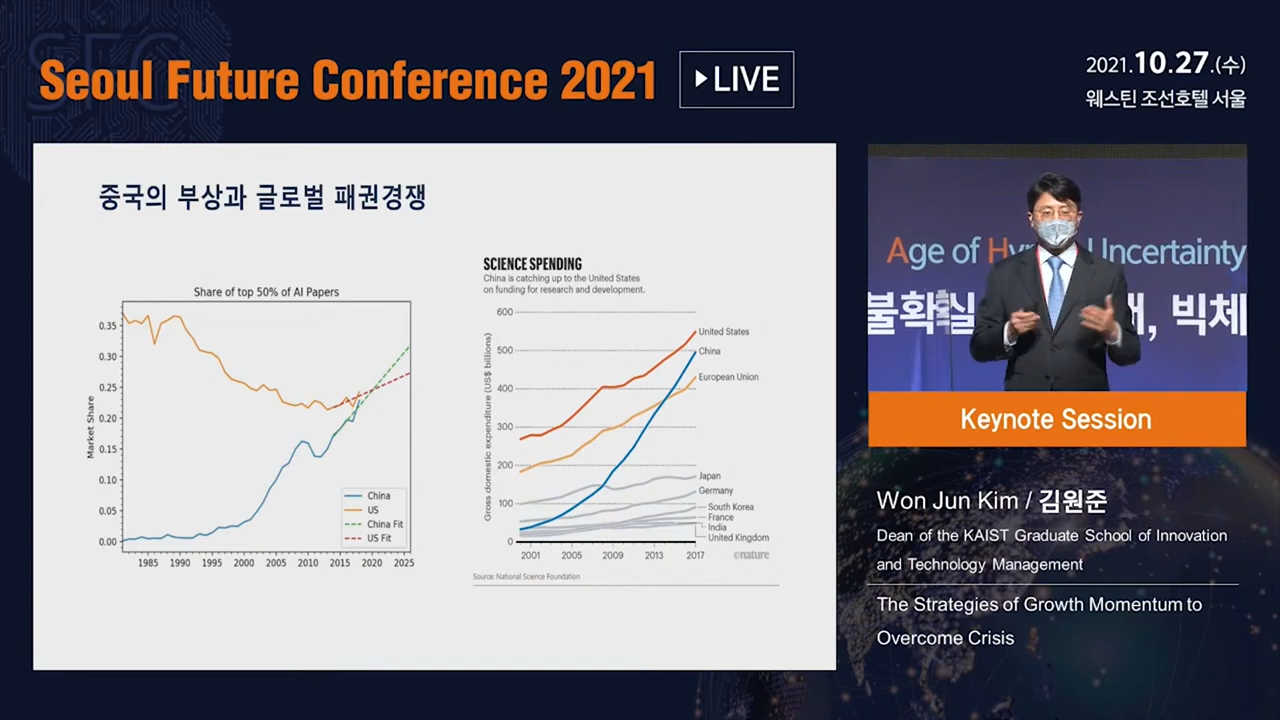 Seoul Future Conference 2021
LIVE
2021.10.27.(수)
웨스틴 조선호텔 서울
중국의 부상과 글로벌 패권경쟁
Share of top 50% of AI Papers
0.35
0.30
0.25
0.20
0.15
0.10
0.05
0.00
Market Share
1985 1990 1995 2000 2005 2010 2015 2020 2025
China
US
China Fit
US Fit
SCIENCE SPENDING
China is catching up to the United States
on funding for research and development.
Gross domestic expenditure (US$ billions)
600
500
400
300
200
100
0
2001 2005 2009 2013 2017
United States
China
European Union
Japan
Germany
South Korea
France
India
United Kingdom
©nature
Source: National Science Foundation
Age of Uncertainty
빅체
Keynote Session
Won Jun Kim / 김원준
Dean of the KAIST Graduate School of Innovation
and Technology Management
The Strategies of Growth Momentum to
Overcome Crisis